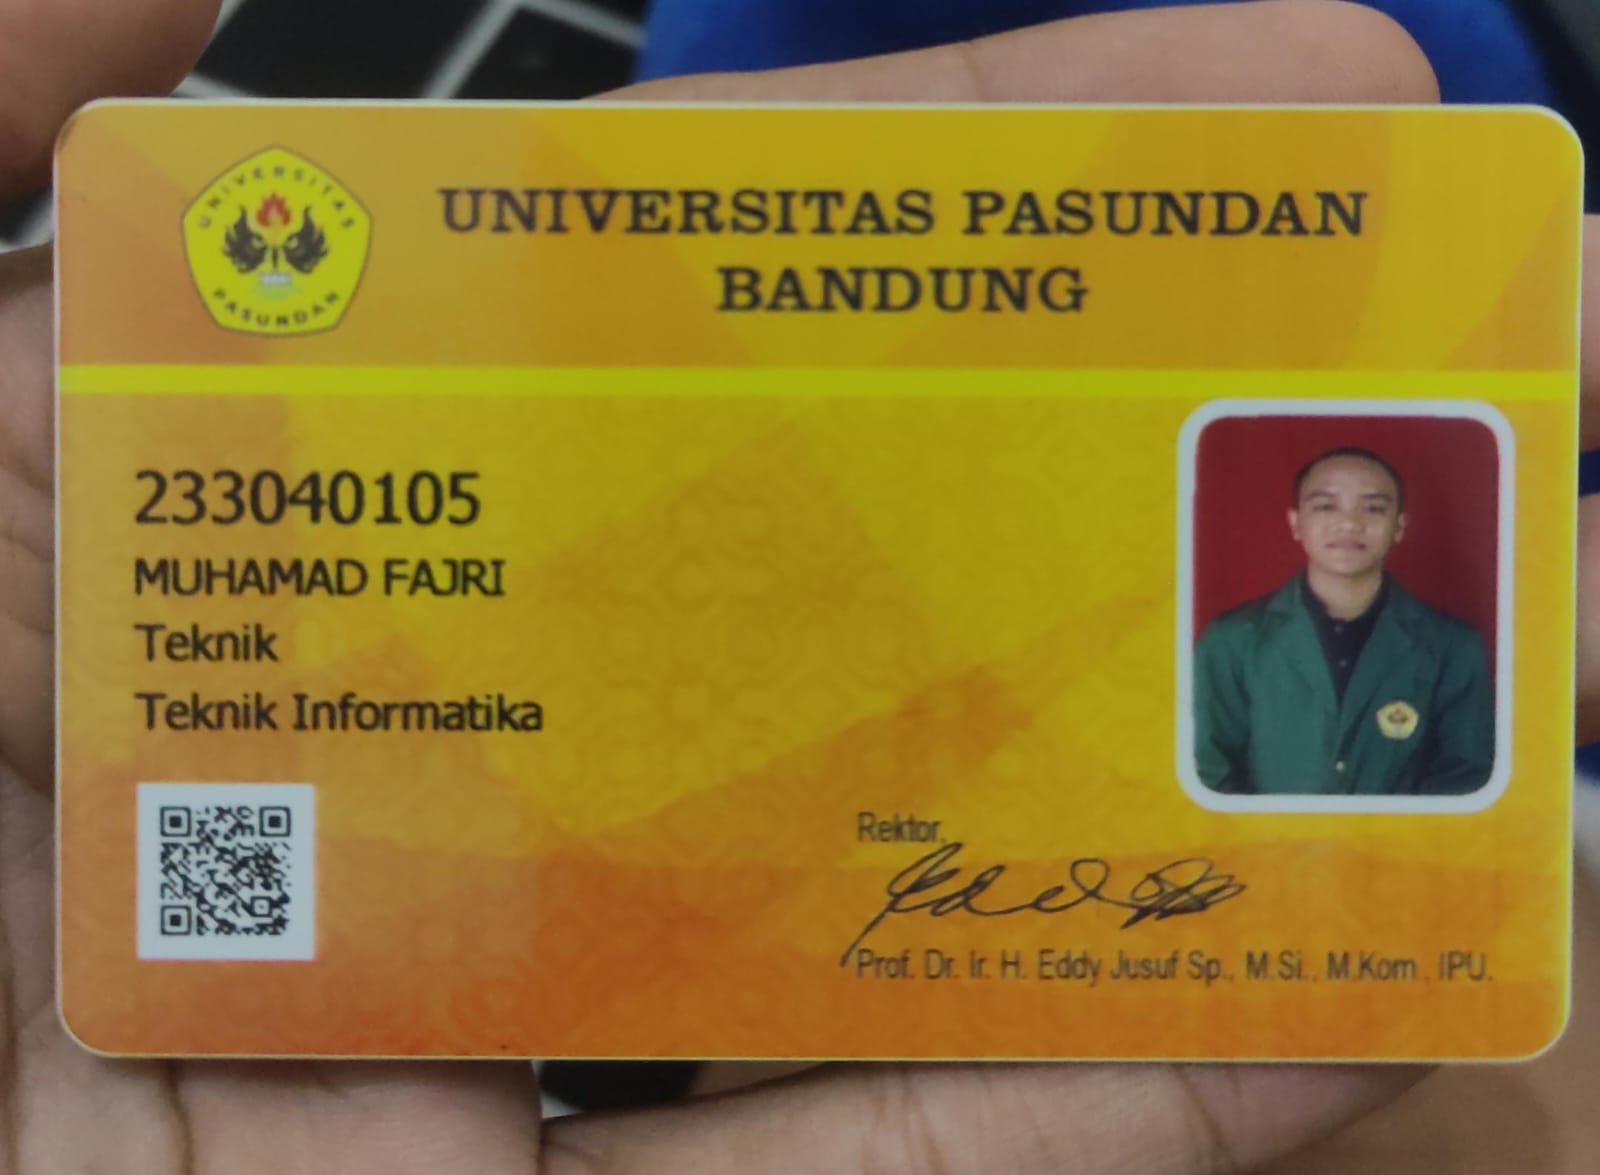 UNIVERSITAS PASUNDAN
BANDUNG
UNIVERSITAS
PASUNDAN
233040105
MUHAMAD FAJRI
Teknik
Teknik Informatika
Rektor,
Prof. Dr. Ir. H. Eddy Jusuf Sp., M.Si., M.Kom., IPU.